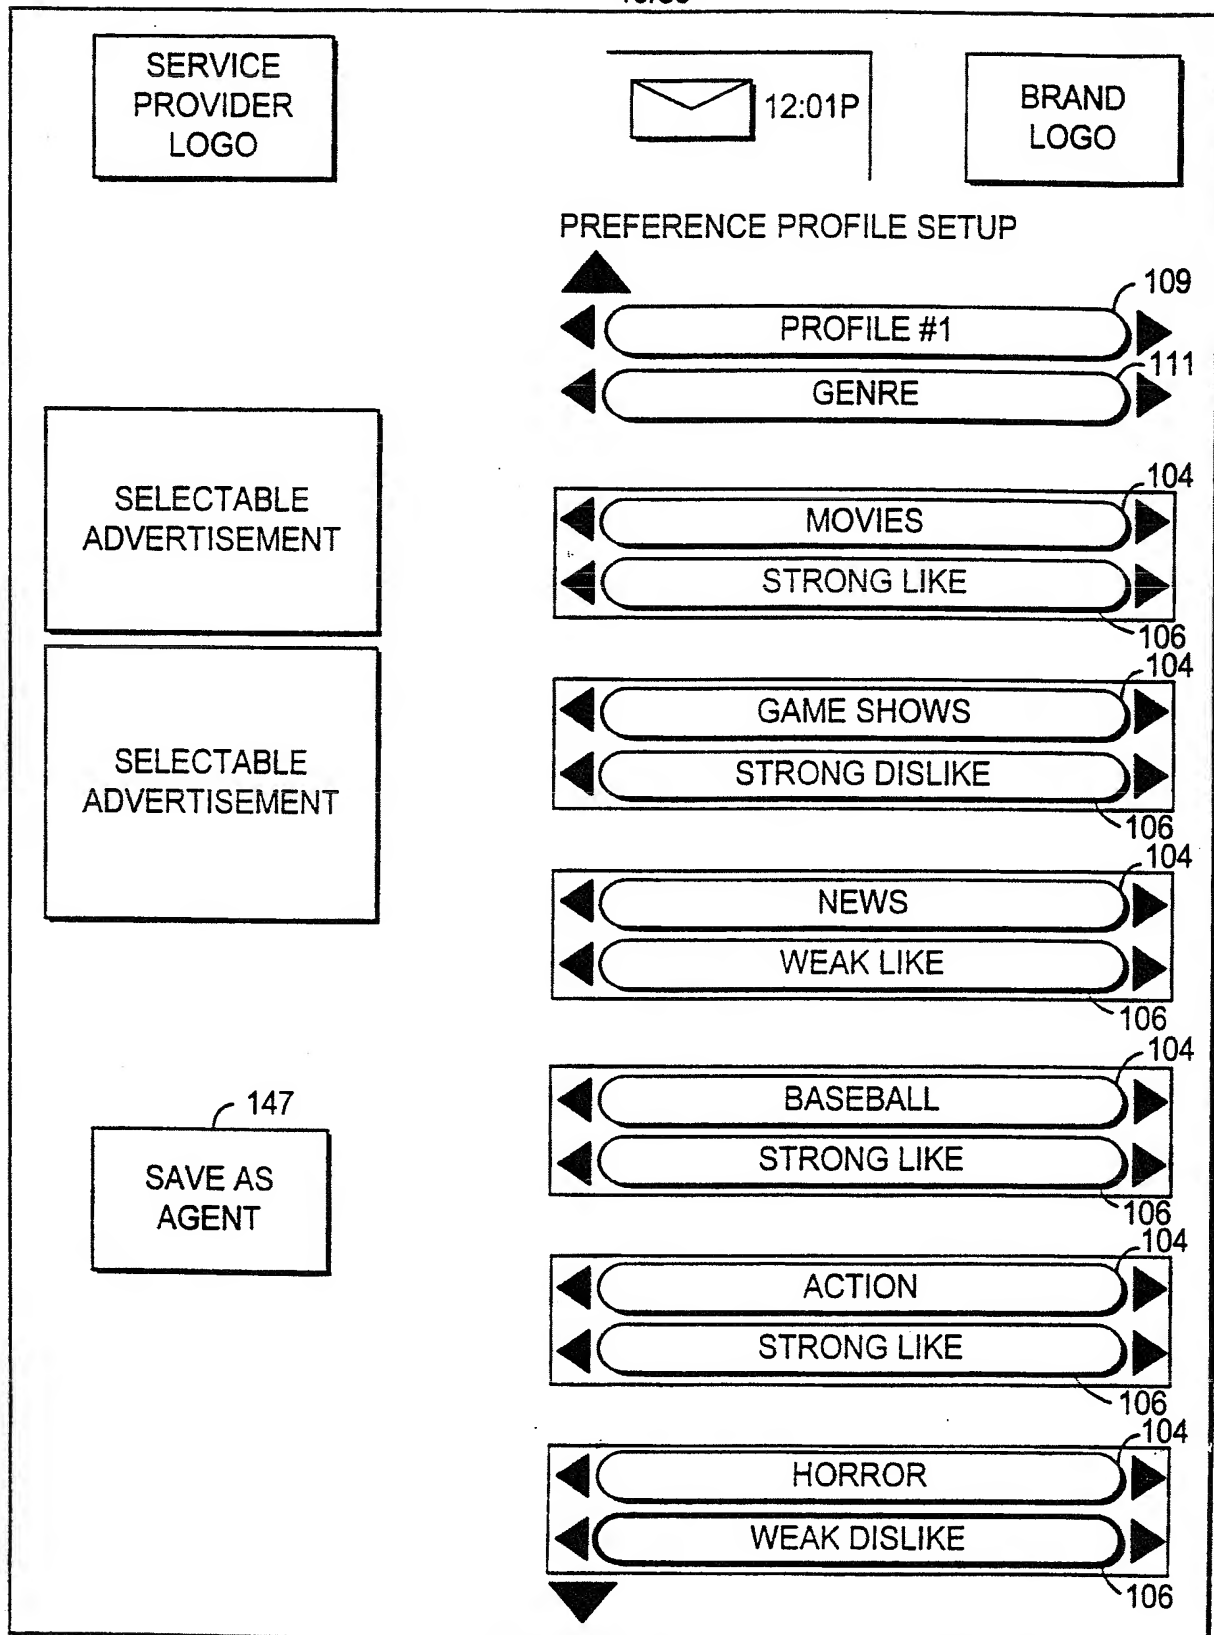 SERVICE
PROVIDER
LOGO
12:01P
BRAND
LOGO
PREFERENCE PROFILE SETUP
109
PROFILE #1
111
GENRE
SELECTABLE
ADVERTISEMENT
104
MOVIES
STRONG LIKE
106
SELECTABLE
ADVERTISEMENT
104
GAME SHOWS
STRONG DISLIKE
106
104
NEWS
WEAK LIKE
106
147
SAVE AS
AGENT
104
BASEBALL
STRONG LIKE
106
104
ACTION
STRONG LIKE
106
104
HORROR
WEAK DISLIKE
106